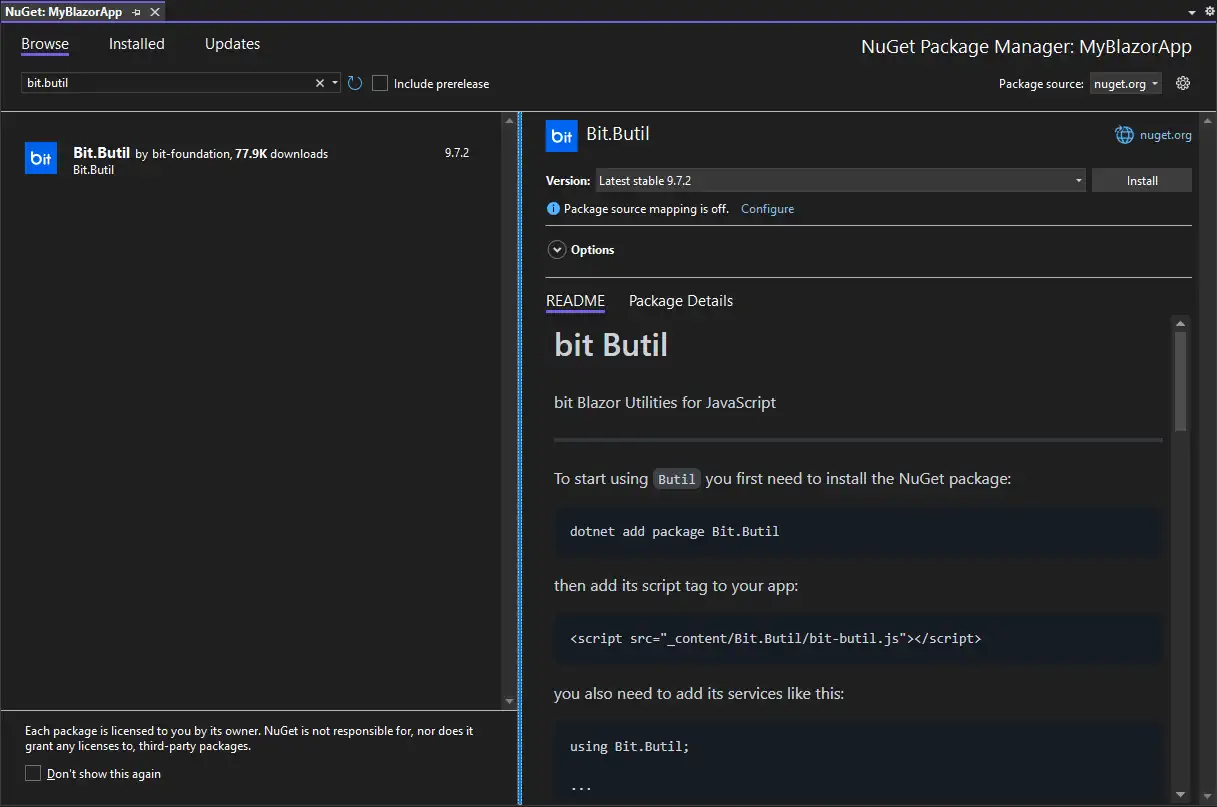 NuGet: MyBlazorApp
Browse Installed Updates
NuGet Package Manager: MyBlazorApp
bit.butil
Include prerelease
Package source: nuget.org
bit
Bit.Butil by bit-foundation, 77.9K downloads 9.7.2
Bit.Butil
Each package is licensed to you by its owner. NuGet is not responsible for, nor does it
grant any licenses to, third-party packages.
Don't show this again
bit Bit.Butil
nuget.org
Version: Latest stable 9.7.2 Install
Package source mapping is off. Configure
Options
README Package Details
bit Butil
bit Blazor Utilities for JavaScript
To start using Butil you first need to install the NuGet package:
dotnet add package Bit.Butil
then add its script tag to your app:
<script src="_content/Bit.Butil/bit-butil.js"></script>
you also need to add its services like this:
using Bit.Butil;
...